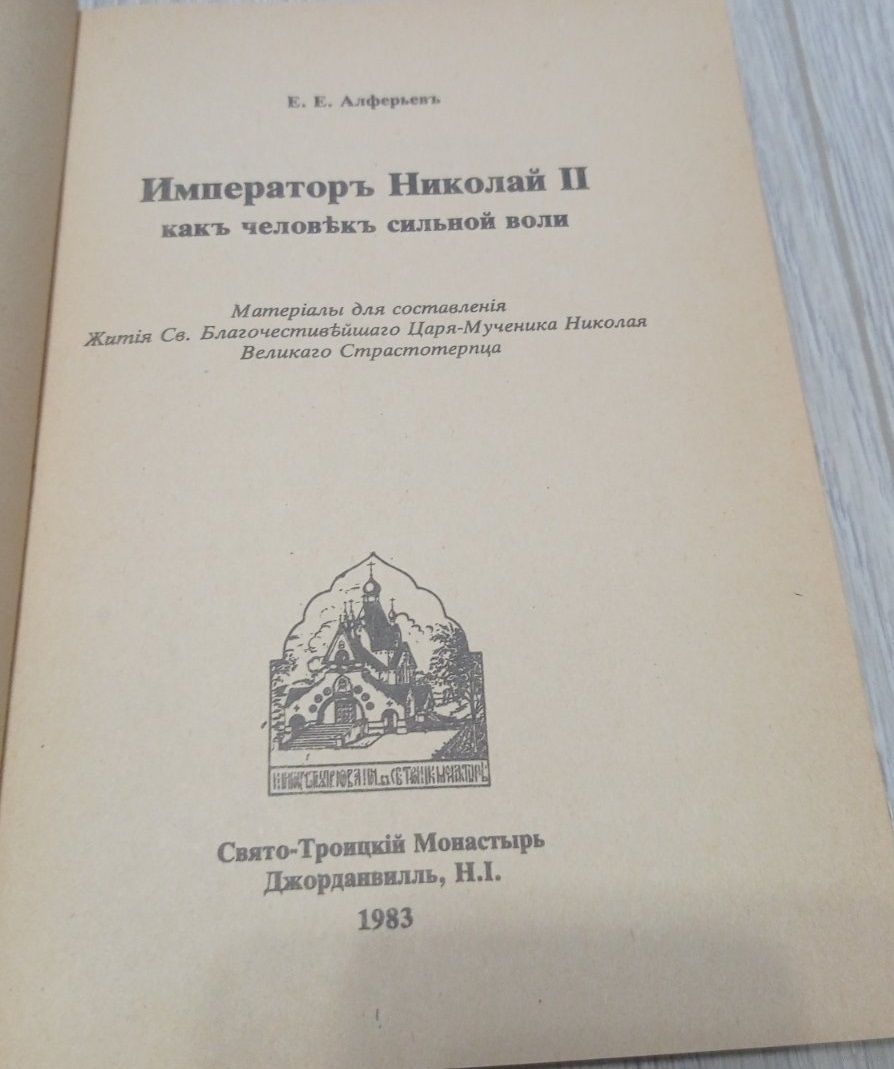 Е. Е. Алферьевъ
Императоръ Николай II
какъ человѣкъ сильной воли
Матеріалы для составленія
Житія Св. Благочестивѣйшаго Царя-Мученика Николая
Великаго Страстотерпца
Свято-Троицкій Монастырь
Джорданвилль, Н.І.
1983